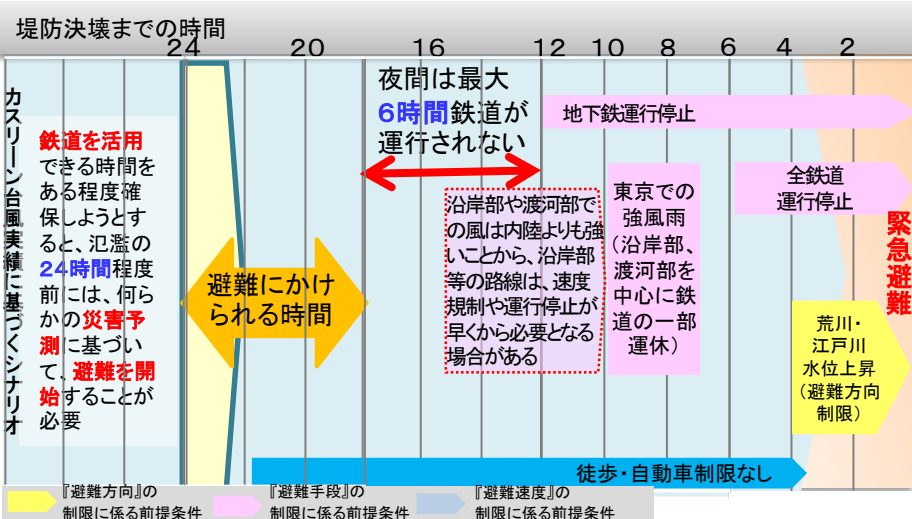 堤防決壊までの時間
24 20 16 12 10 8 6 4 2
カスリーン台風実績に基づくシナリオ
鉄道を活用
できる時間を
ある程度確
保しようとす
ると、氾濫の
24時間程度
前には、何ら
かの災害予
測に基づい
て、避難を開
始することが
必要
避難にかけ
られる時間
夜間は最大
6時間鉄道が
運行されない
沿岸部や渡河部で
の風は内陸よりも強
いことから、沿岸部
等の路線は、速度
規制や運行停止が
早くから必要となる
場合がある
地下鉄運行停止
東京での
強風雨
（沿岸部、
渡河部を
中心に鉄
道の一部
運休）
全鉄道
運行停止
緊急避難
荒川・
江戸川
水位上昇
（避難方向
制限）
徒歩・自動車制限なし
『避難方向』の
制限に係る前提条件
『避難手段』の
制限に係る前提条件
『避難速度』の
制限に係る前提条件